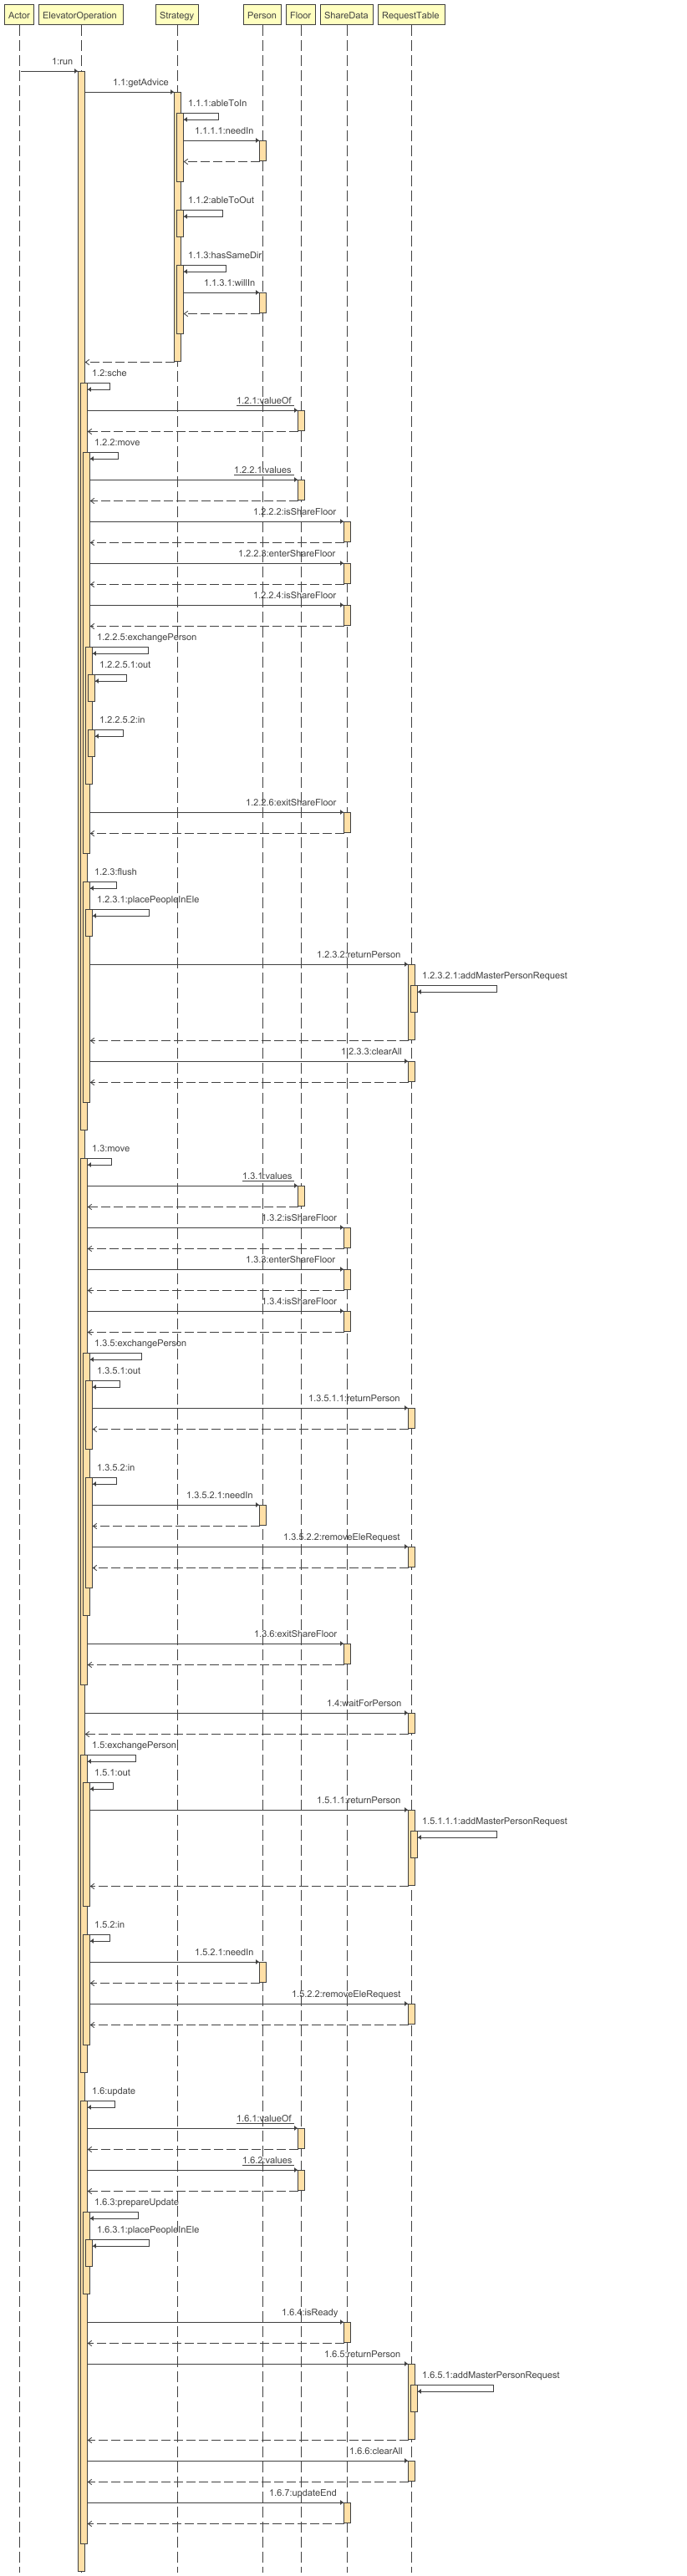 Actor ElevatorOperation Strategy Person Floor ShareData RequestTable
1:run
1.1:getAdvice
1.1.1:ableToIn
1.1.1.1:needIn
1.1.2:ableToOut
1.1.3:hasSameDir
1.1.3.1:willIn
1.2:sche
1.2.1:valueOf
1.2.2:move
1.2.2.1:values
1.2.2.2:isShareFloor
1.2.2.3:enterShareFloor
1.2.2.4:isShareFloor
1.2.2.5:exchangePerson
1.2.2.5.1:out
1.2.2.5.2:in
1.2.2.6:exitShareFloor
1.2.3:flush
1.2.3.1:placePeopleInEle
1.2.3.2:returnPerson
1.2.3.2.1:addMasterPersonRequest
1.2.3.3:clearAll
1.3:move
1.3.1:values
1.3.2:isShareFloor
1.3.3:enterShareFloor
1.3.4:isShareFloor
1.3.5:exchangePerson
1.3.5.1:out
1.3.5.1.1:returnPerson
1.3.5.2:in
1.3.5.2.1:needIn
1.3.5.2.2:removeEleRequest
1.3.6:exitShareFloor
1.4:waitForPerson
1.5:exchangePerson
1.5.1:out
1.5.1.1:returnPerson
1.5.1.1.1:addMasterPersonRequest
1.5.2:in
1.5.2.1:needIn
1.5.2.2:removeEleRequest
1.6:update
1.6.1:valueOf
1.6.2:values
1.6.3:prepareUpdate
1.6.3.1:placePeopleInEle
1.6.4:isReady
1.6.5:returnPerson
1.6.5.1:addMasterPersonRequest
1.6.6:clearAll
1.6.7:updateEnd